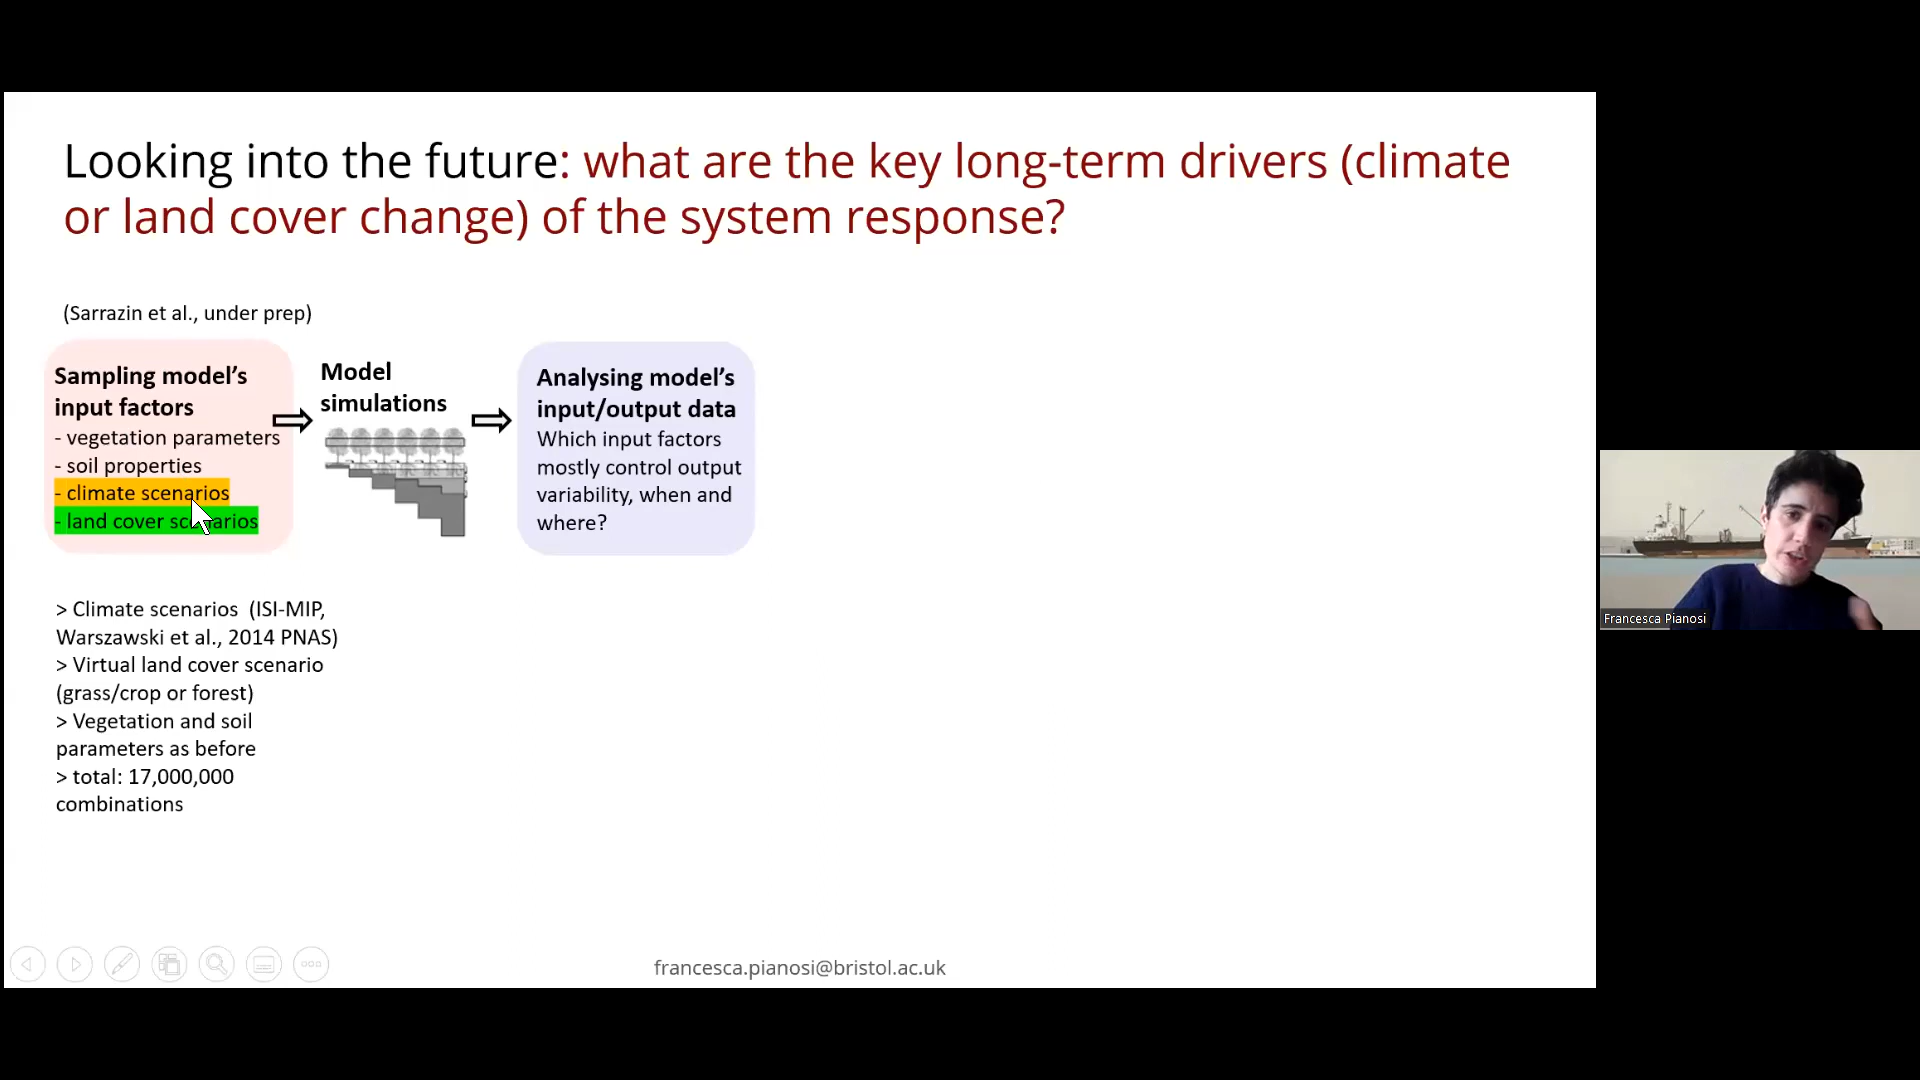 Looking into the future: what are the key long-term drivers (climate
or land cover change) of the system response?
(Sarrazin et al., under prep)
Sampling model's
input factors
- vegetation parameters
- soil properties
- climate scenarios
- land cover scenarios
Model
simulations
Analysing model's
input/output data
Which input factors
mostly control output
variability, when and
where?
> Climate scenarios (ISI-MIP,
Warszawski et al., 2014 PNAS)
> Virtual land cover scenario
(grass/crop or forest)
> Vegetation and soil
parameters as before
> total: 17,000,000
combinations
francesca.pianosi@bristol.ac.uk
Francesca Pianosi